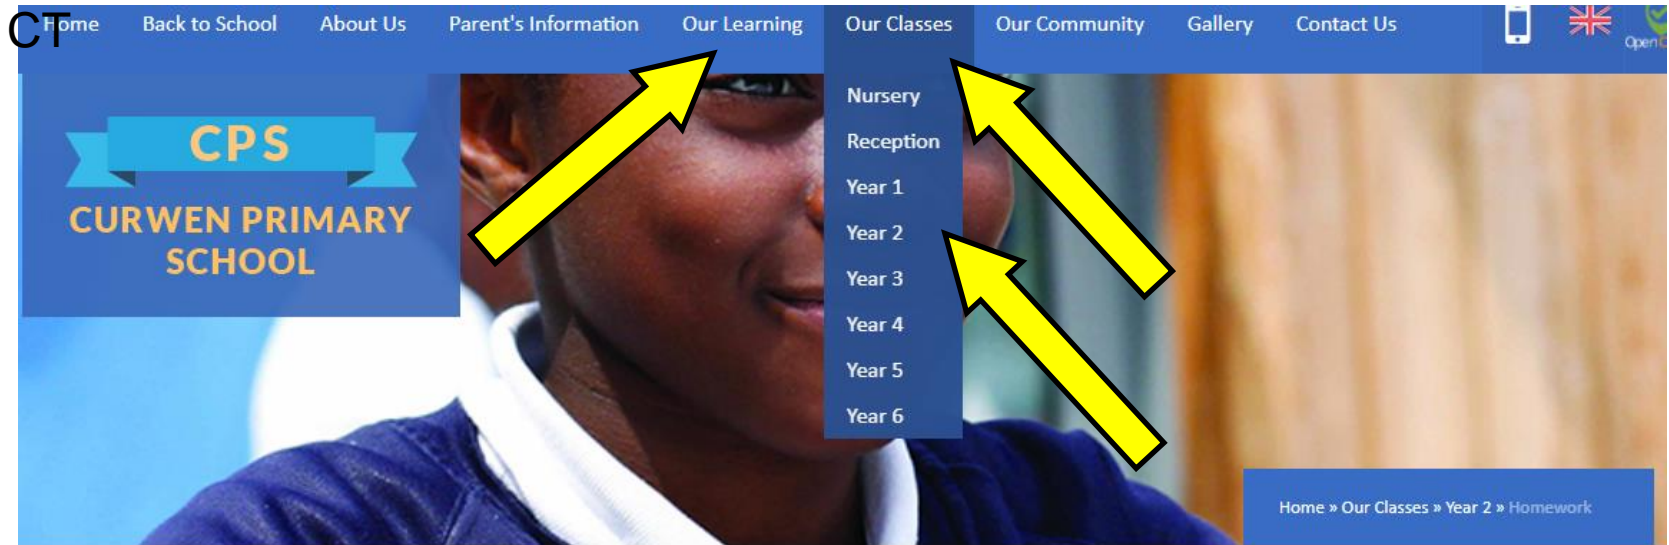 CT
Home Back to School About Us Parent's Information Our Learning Our Classes Our Community Gallery Contact Us
Open
CPS
CURWEN PRIMARY
SCHOOL
Nursery
Reception
Year 1
Year 2
Year 3
Year 4
Year 5
Year 6
Home » Our Classes » Year 2 » Homework